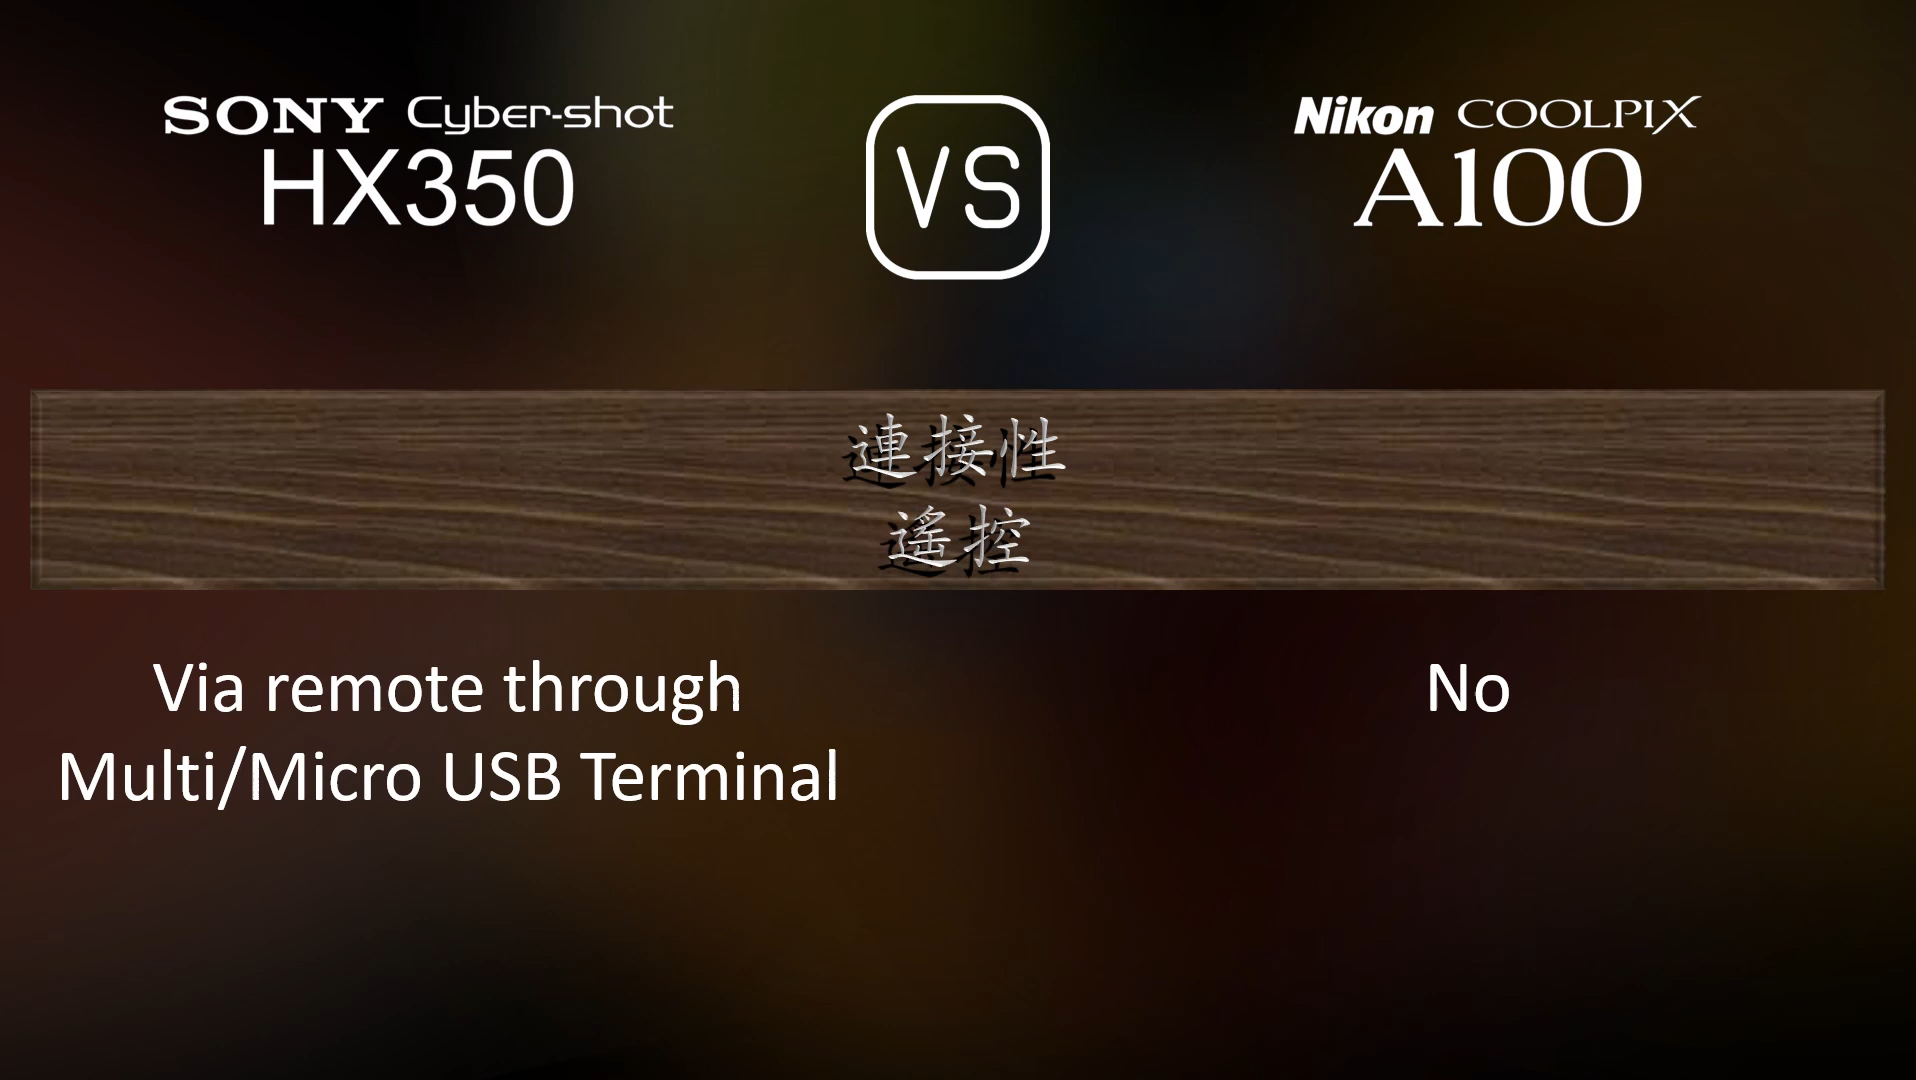 SONY Cyber-shot
HX350
VS
Nikon COOLPIX
A100
連接性
遙控
Via remote through
Multi/Micro USB Terminal
No